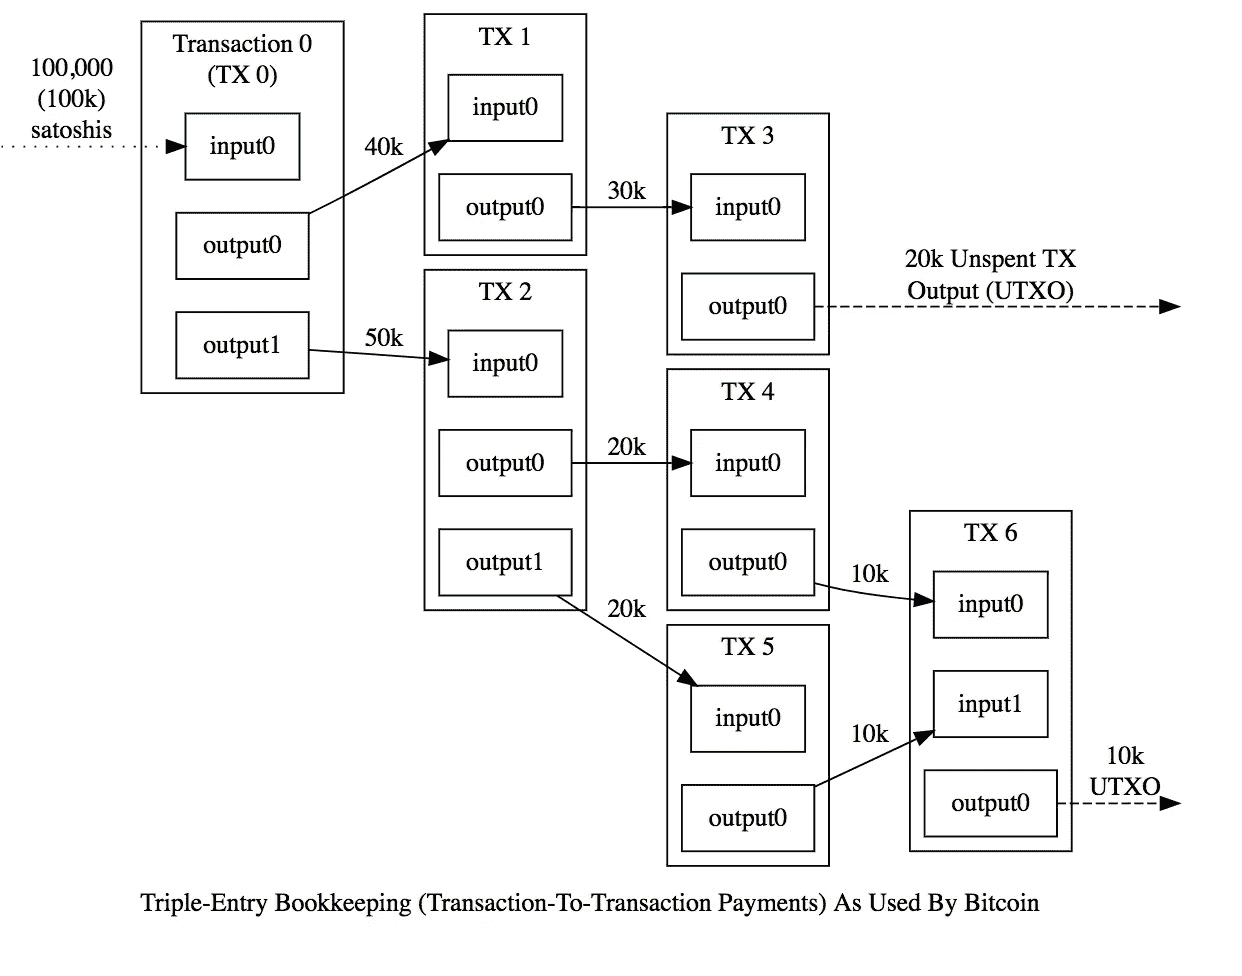 100,000
(100k)
satoshis
Transaction 0
(TX 0)
input0
output0
output1
40k
50k
TX 1
input0
output0
30k
TX 2
input0
output0
output1
20k
20k
TX 3
input0
output0
20k Unspent TX
Output (UTXO)
TX 4
input0
output0
10k
TX 5
input0
output0
10k
TX 6
input0
input1
output0
10k
UTXO
Triple-Entry Bookkeeping (Transaction-To-Transaction Payments) As Used By Bitcoin